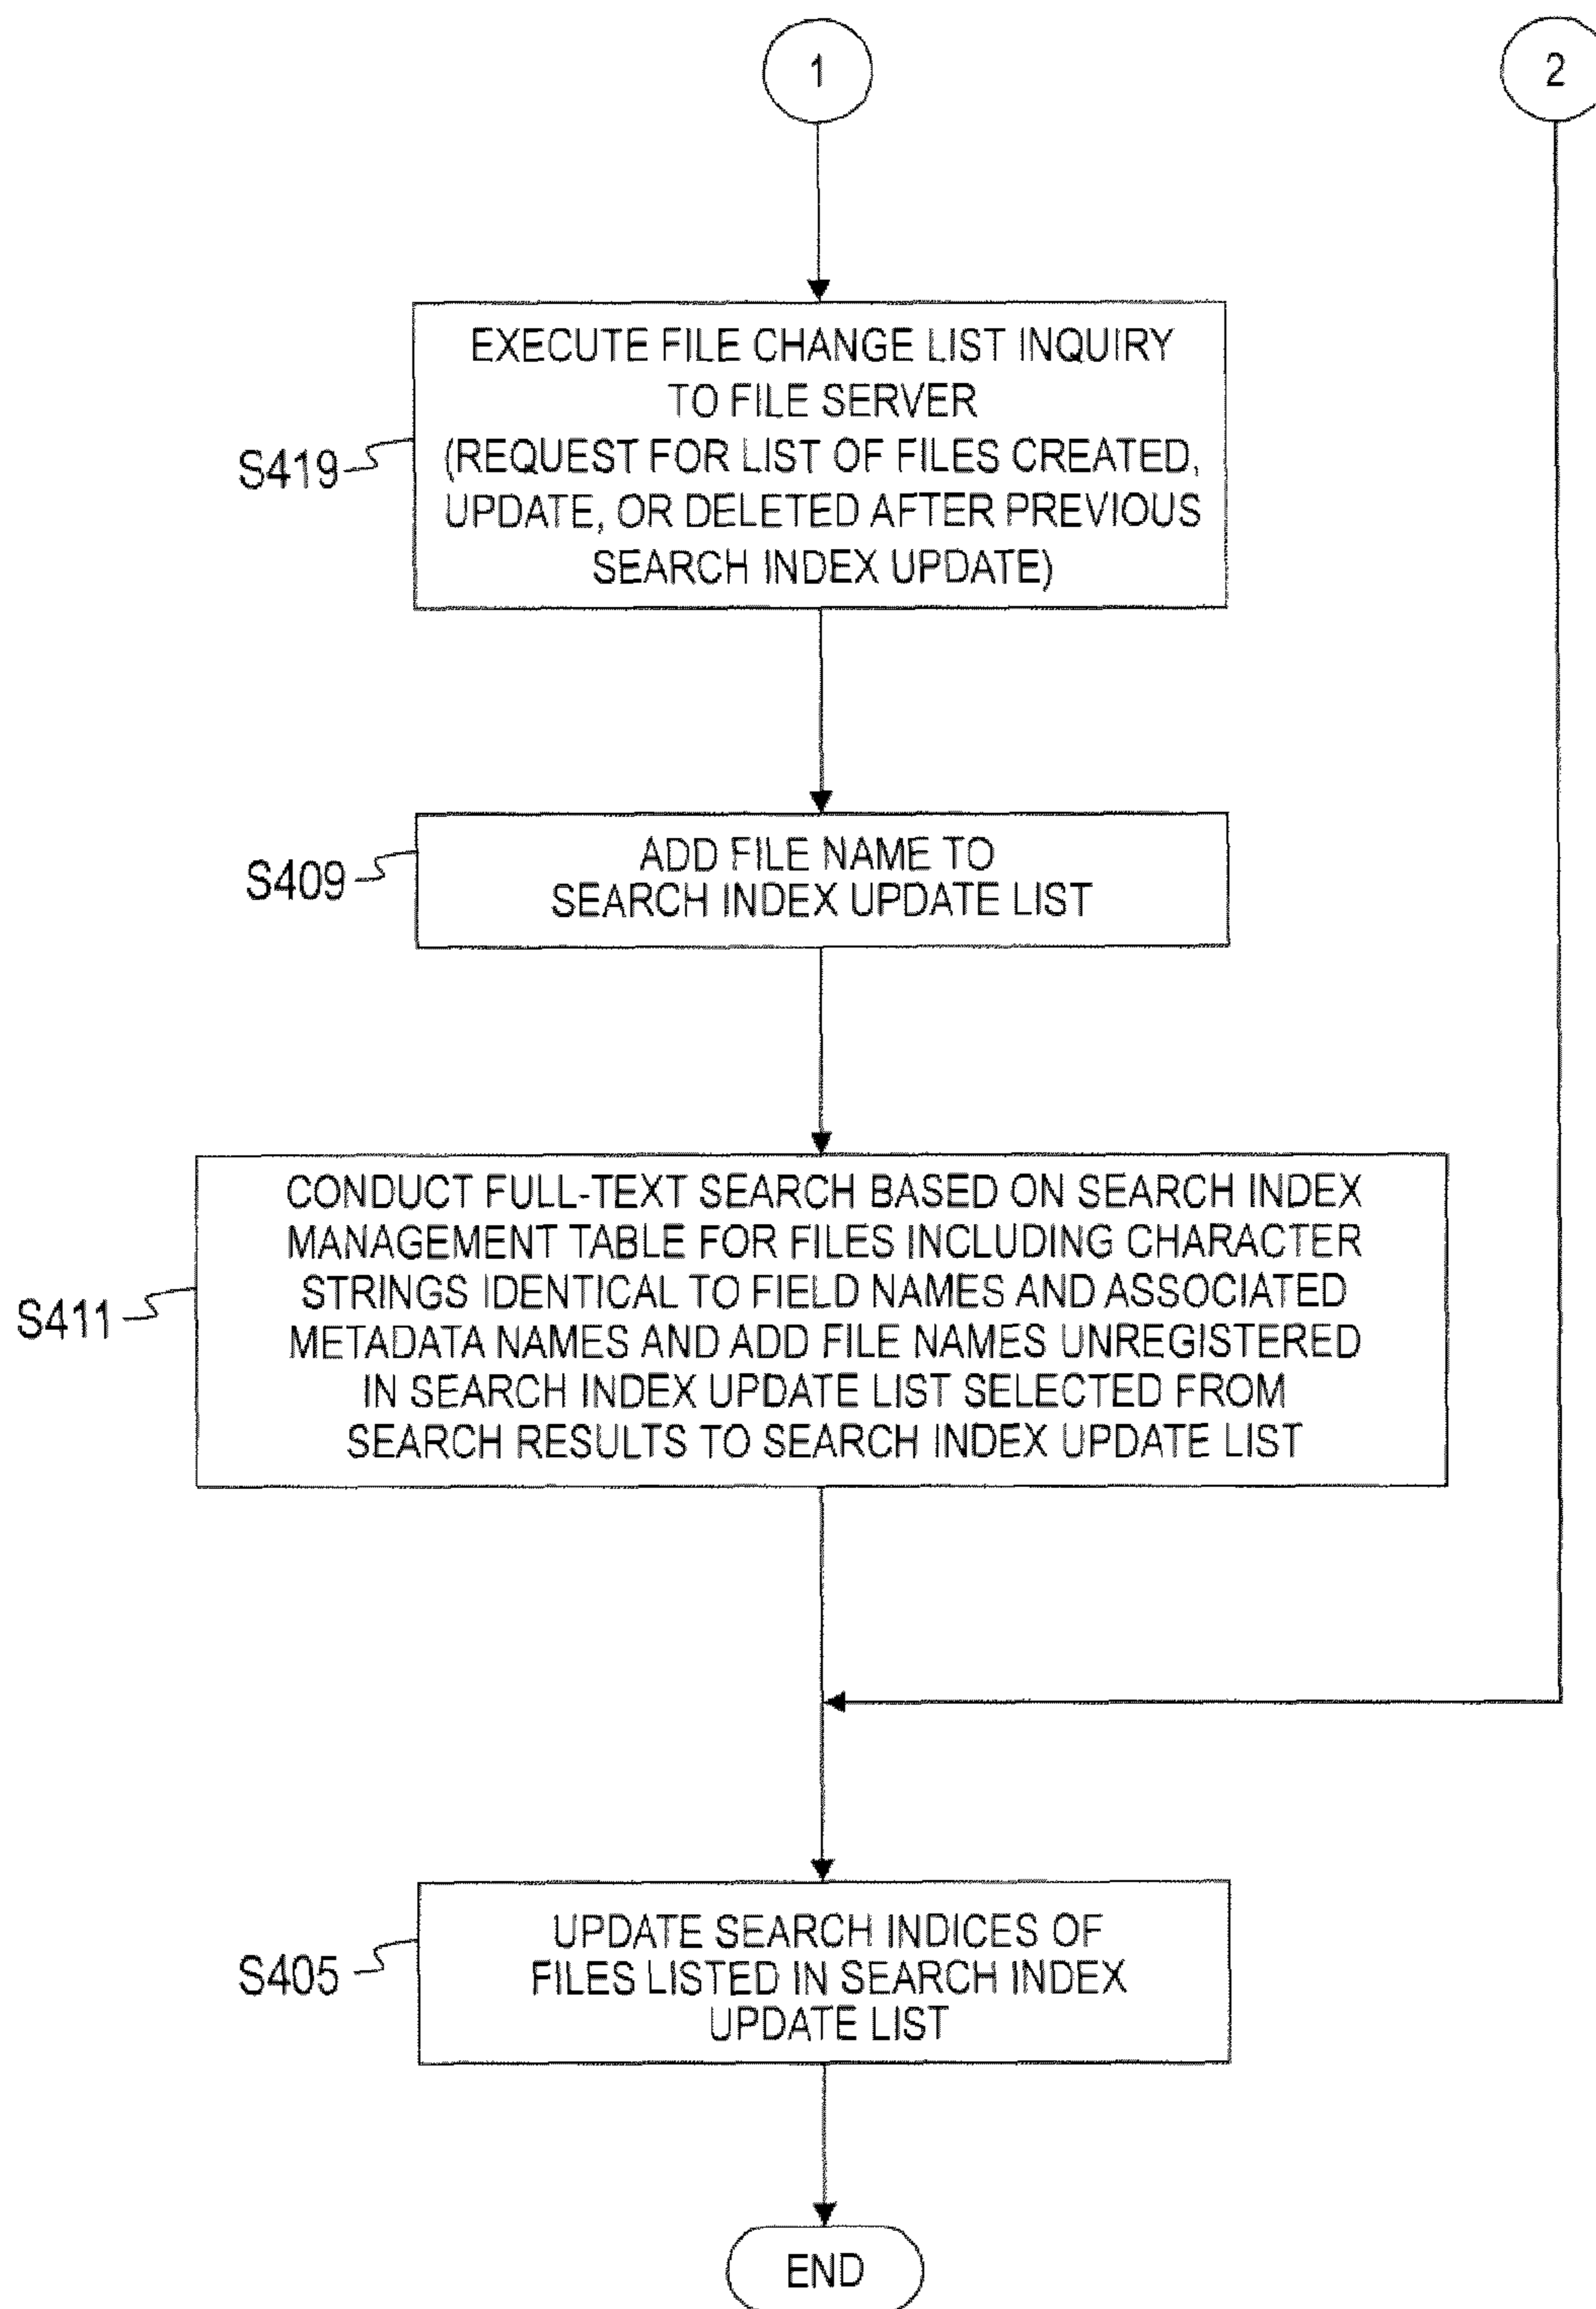 1
2
S419
EXECUTE FILE CHANGE LIST INQUIRY
TO FILE SERVER
(REQUEST FOR LIST OF FILES CREATED,
UPDATE, OR DELETED AFTER PREVIOUS
SEARCH INDEX UPDATE)
S409
ADD FILE NAME TO
SEARCH INDEX UPDATE LIST
S411
CONDUCT FULL-TEXT SEARCH BASED ON SEARCH INDEX
MANAGEMENT TABLE FOR FILES INCLUDING CHARACTER
STRINGS IDENTICAL TO FIELD NAMES AND ASSOCIATED
METADATA NAMES AND ADD FILE NAMES UNREGISTERED
IN SEARCH INDEX UPDATE LIST SELECTED FROM
SEARCH RESULTS TO SEARCH INDEX UPDATE LIST
S405
UPDATE SEARCH INDICES OF
FILES LISTED IN SEARCH INDEX
UPDATE LIST
END